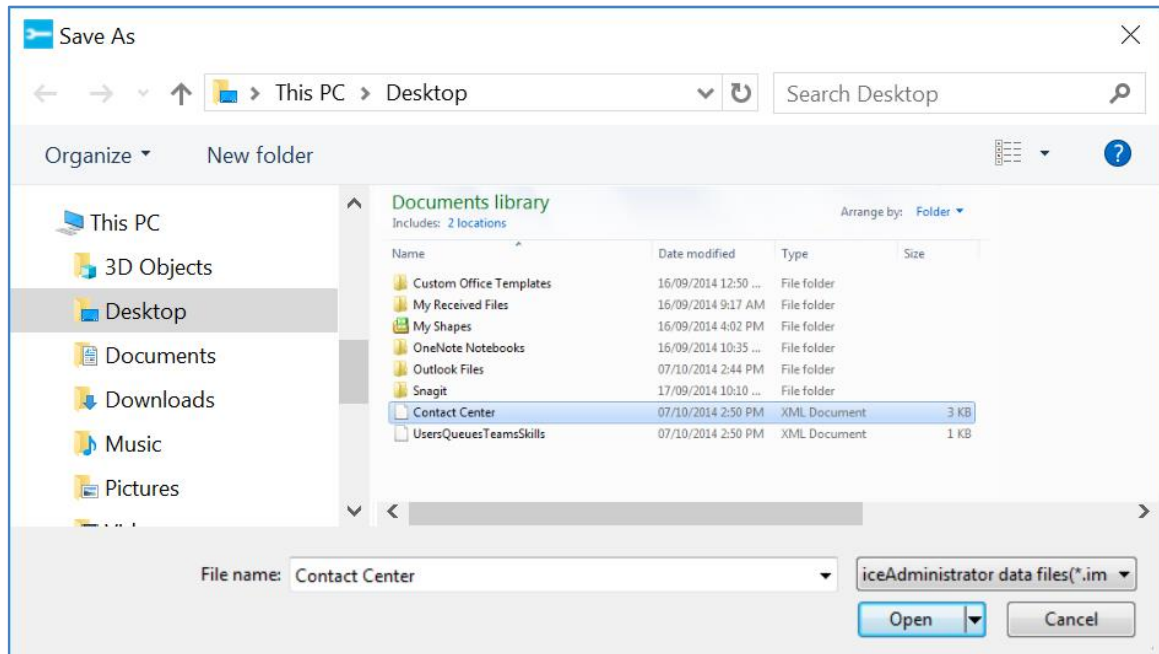 Save As
This PC > Desktop
Search Desktop
Organize
New folder
This PC
3D Objects
Desktop
Documents
Downloads
Music
Pictures
Documents library
Includes: 2 locations
Arrange by: Folder
Name Date modified Type Size
Custom Office Templates 16/09/2014 12:50 ... File folder
My Received Files 16/09/2014 9:17 AM File folder
My Shapes 16/09/2014 4:02 PM File folder
OneNote Notebooks 16/09/2014 10:35 ... File folder
Outlook Files 07/10/2014 2:44 PM File folder
Snagit 17/09/2014 10:10 ... File folder
Contact Center 07/10/2014 2:50 PM XML Document 3 KB
UsersQueuesTeamsSkills 07/10/2014 2:50 PM XML Document 1 KB
File name: Contact Center
iceAdministrator data files(*.im
Open
Cancel